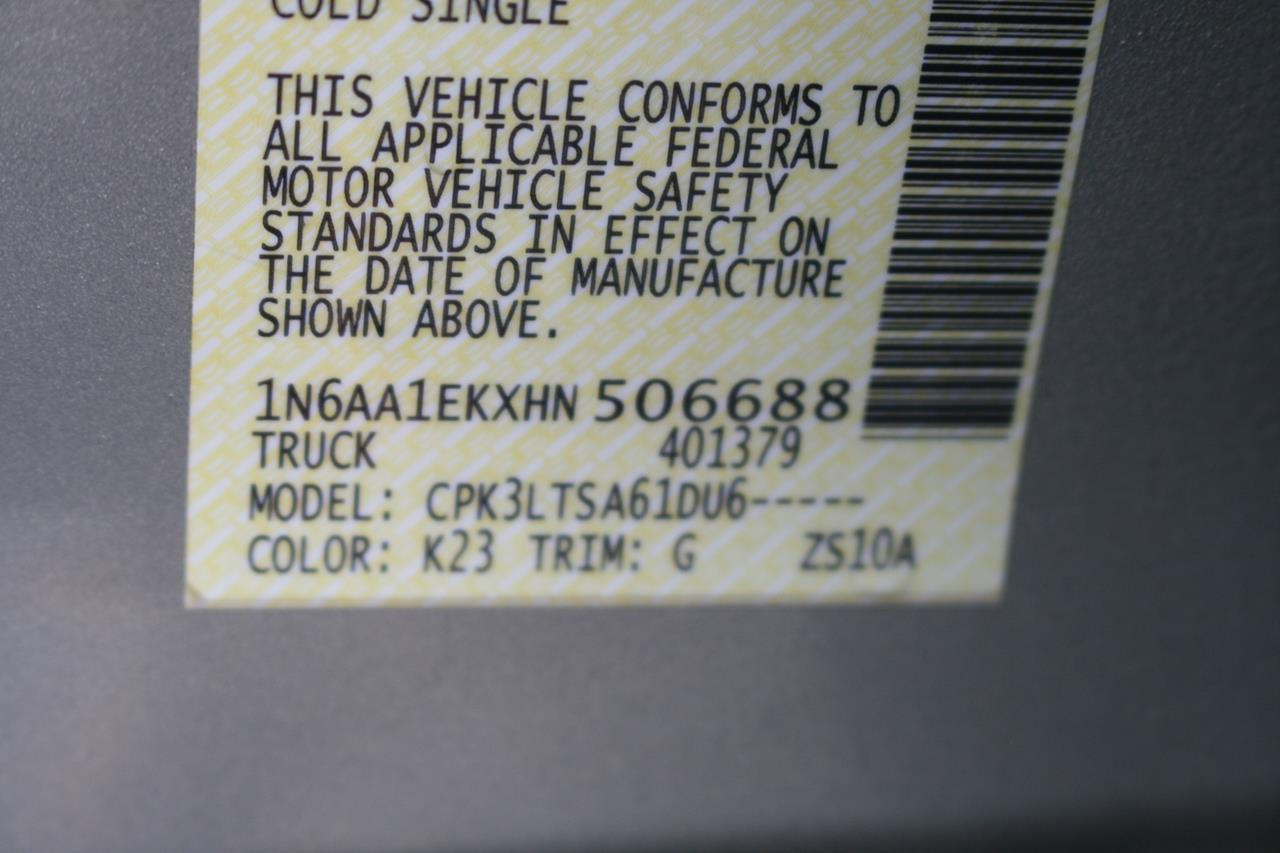 COLD SINGLE
THIS VEHICLE CONFORMS TO
ALL APPLICABLE FEDERAL
MOTOR VEHICLE SAFETY
STANDARDS IN EFFECT ON
THE DATE OF MANUFACTURE
SHOWN ABOVE.
1N6AA1EKXHN506688
TRUCK 401379
MODEL: CPK3LTSA61DU6-----
COLOR: K23 TRIM: G ZS10A